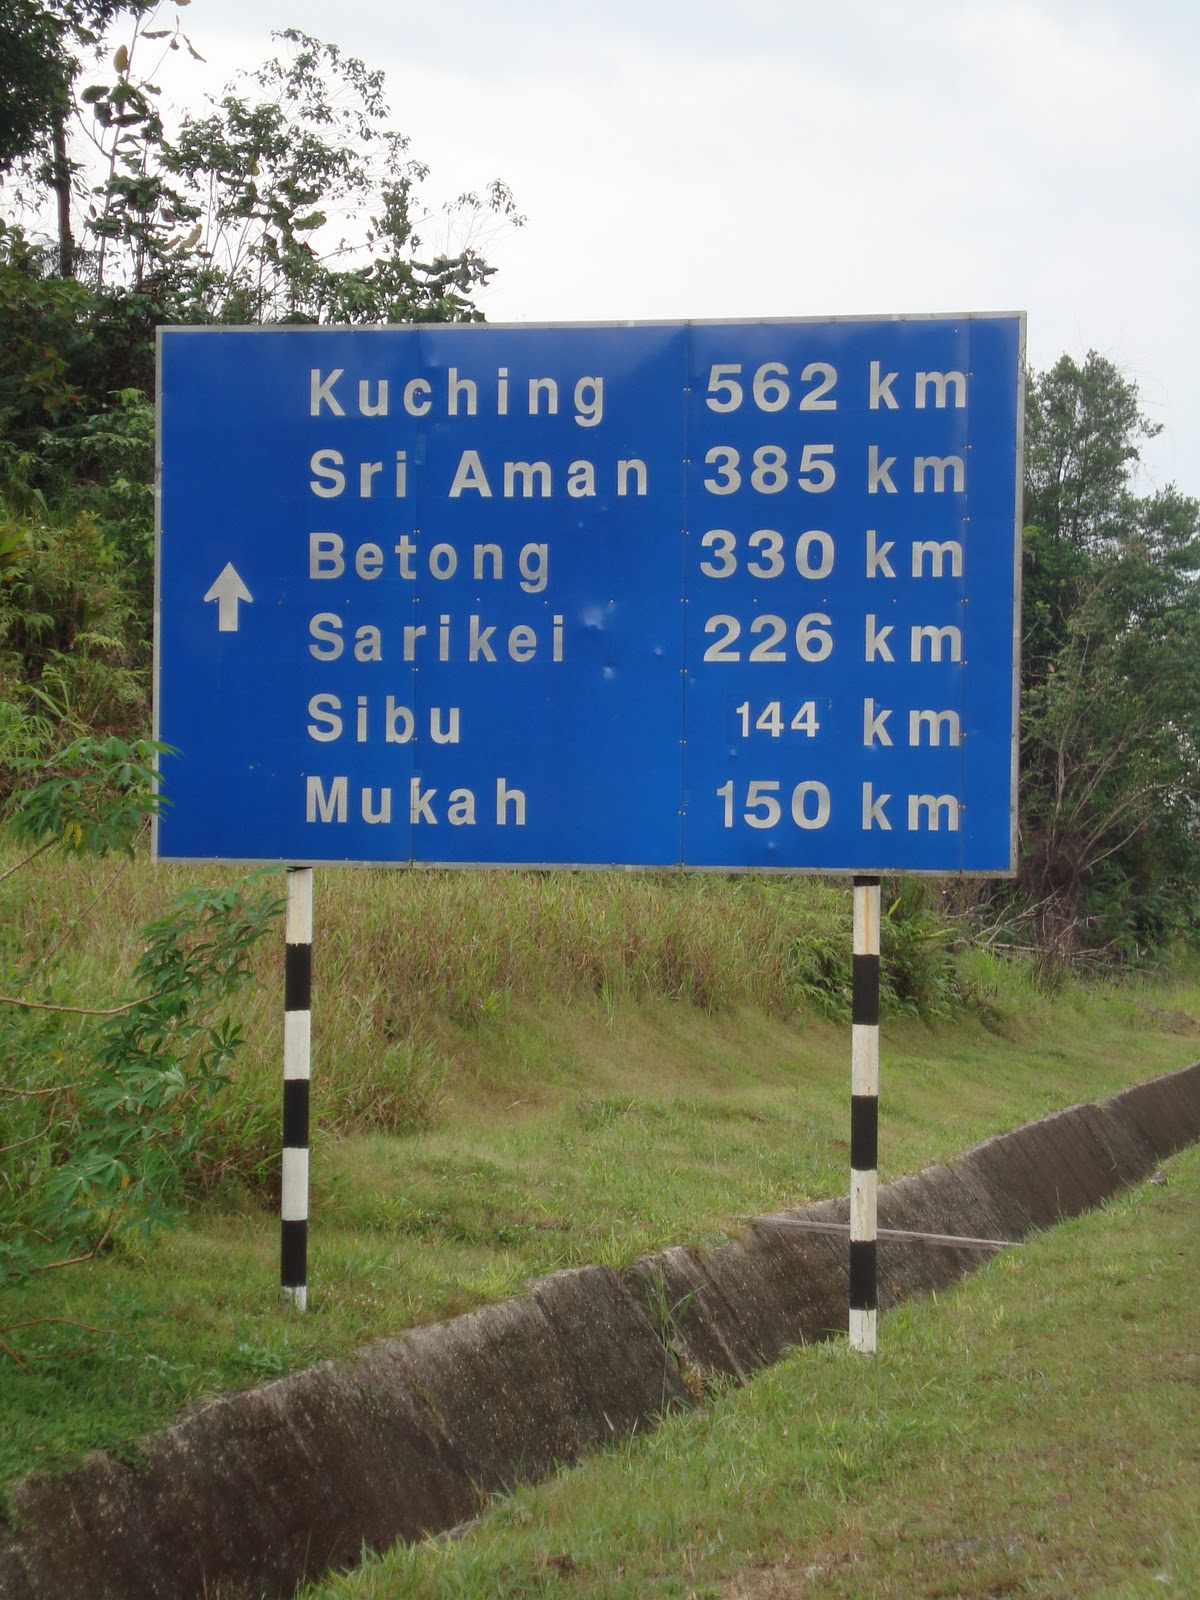 Kuching 562 km
Sri Aman 385 km
Betong 330 km
Sarikei 226 km
Sibu 144 km
Mukah 150 km